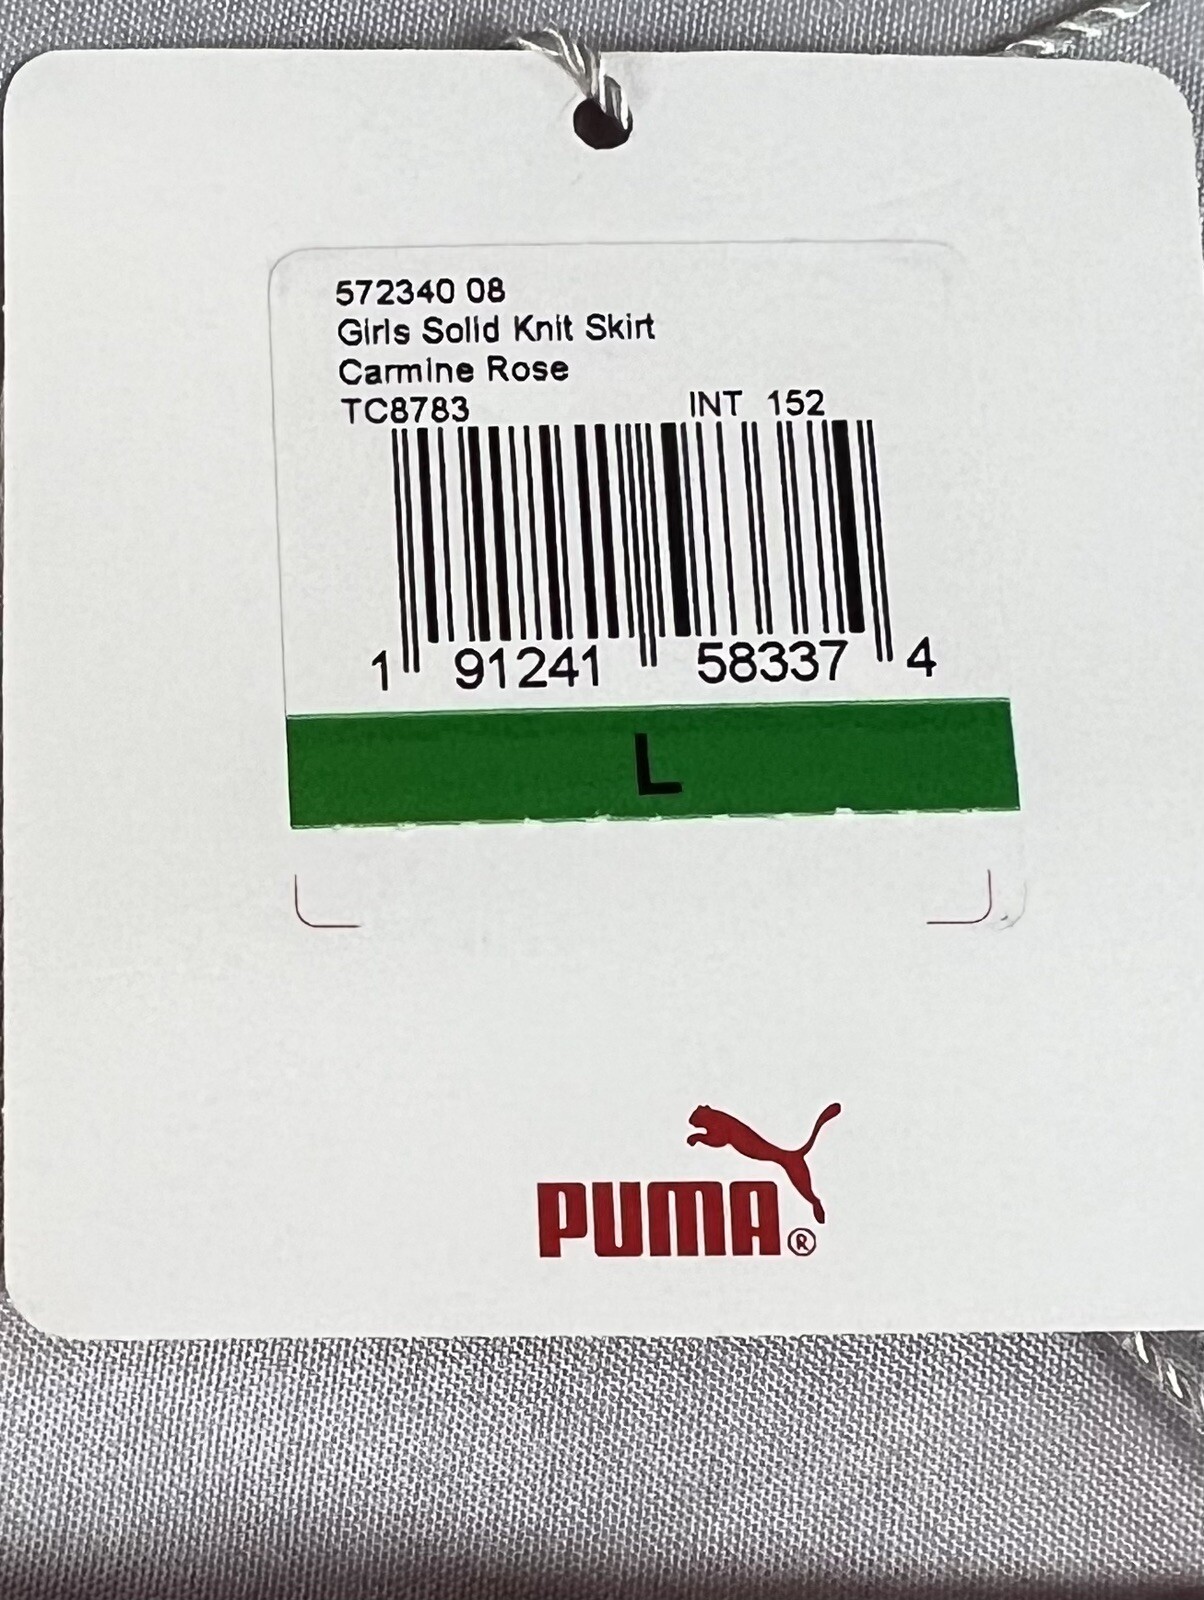 572340 08
Girls Solid Knit Skirt
Carmine Rose
TC8783 INT 152
1 91241 58337 4
L
PUMA®